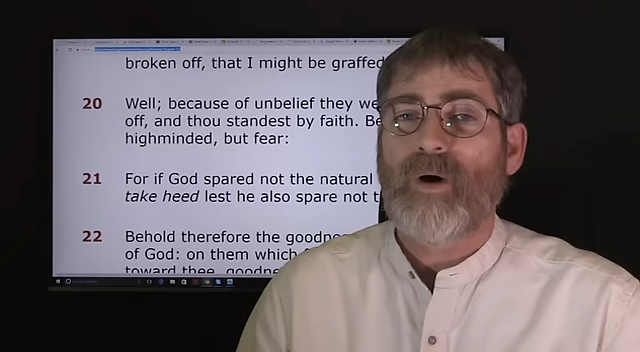 broken off, that I might be graffed
20 Well; because of unbelief they we
off, and thou standest by faith. Be
highminded, but fear:
21 For if God spared not the natural
take heed lest he also spare not t
22 Behold therefore the goodnes
of God: on them which f
toward thee, goodne